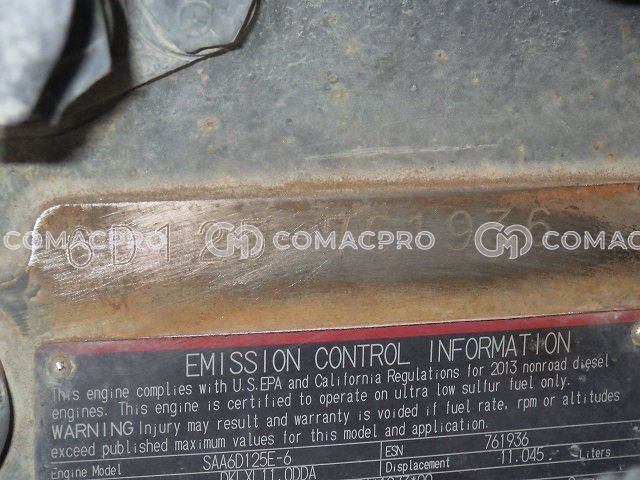 6D125 761936
COMACPRO COMACPRO COMACPRO
EMISSION CONTROL INFORMATION
This engine complies with U.S.EPA and California Regulations for 2013 nonroad diesel
engines. This engine is certified to operate on ultra low sulfur fuel only.
WARNING Injury may result and warranty is voided if fuel rate, rpm or altitudes
exceed published maximum values for this model and application.
Engine Model SAA6D125E-6 ESN 761936
DKLXL11.0DDA Displacement 11.045 Liters